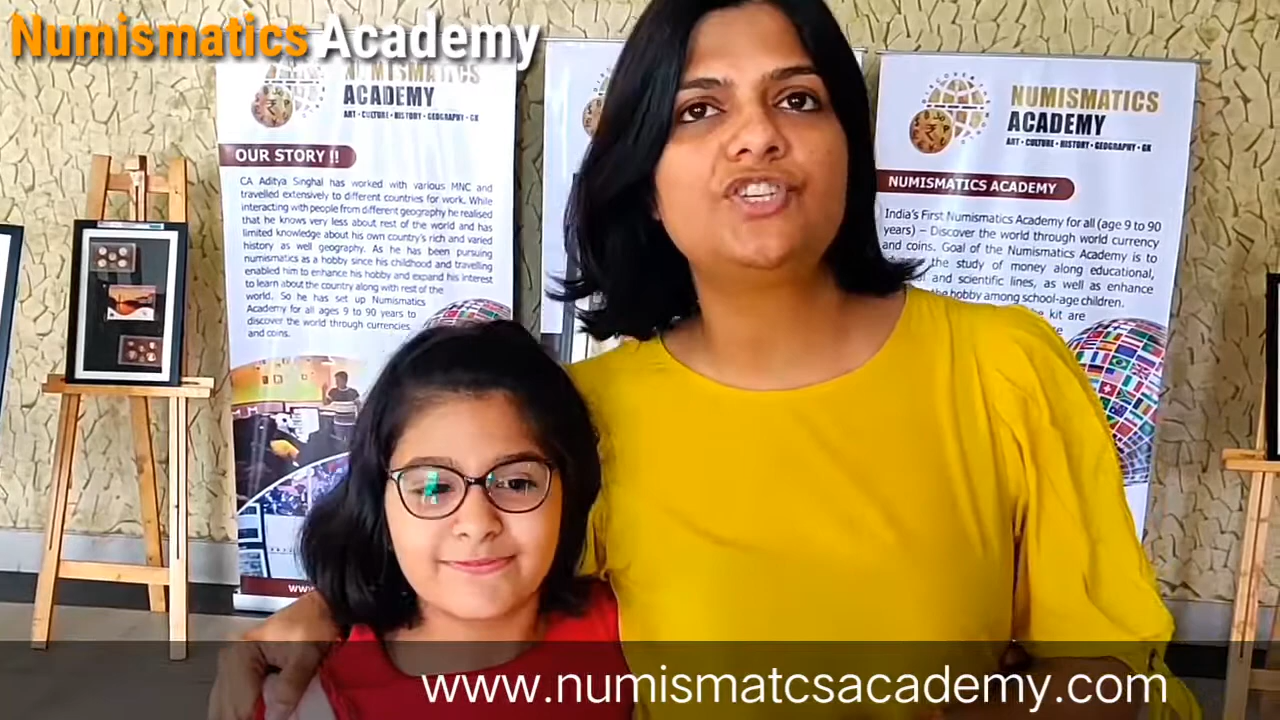 Numismatics Academy
NUMISMATICS
ACADEMY
ART • CULTURE • HISTORY • GEOGRAPHY • GK
OUR STORY !!
CA Aditya Singhal has worked with various MNC and
travelled extensively to different countries for work. While
interacting with people from different geography he realised
that he knows very less about rest of the world and has
limited knowledge about his own country's rich and varied
history as well geography. As he has been pursuing
numismatics as a hobby since his childhood and travelling
enabled him to enhance his hobby and expand his interest
to learn about the country along with rest of the
world. So he has set up Numismatics
Academy for all ages 9 to 90 years to
discover the world through currencies
and coins.
www
NUMISMATICS
ACADEMY
ART • CULTURE • HISTORY • GEOGRAPHY • GK
NUMISMATICS ACADEMY
India's First Numismatics Academy for all (age 9 to 90
years) – Discover the world through world currency
and coins. Goal of the Numismatics Academy is to
the study of money along educational,
and scientific lines, as well as enhance
the hobby among school-age children.
kit are
www.numismatcsacademy.com